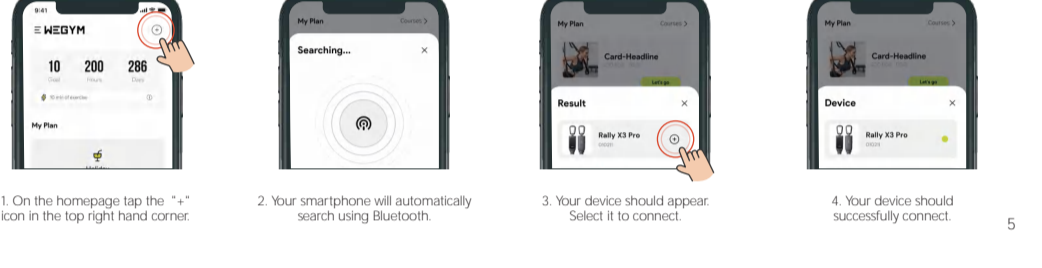 9:41
WEGYM
10 200 286
Hours Days
My Plan
1. On the homepage tap the "+"
icon in the top right hand corner.
My Plan Courses >
Searching...
2. Your smartphone will automatically
search using Bluetooth.
My Plan Courses >
Card-Headline
Let's go
Result
Rally X3 Pro
3. Your device should appear.
Select it to connect.
My Plan Courses >
Card-Headline
Let's go
Device
Rally X3 Pro
4. Your device should
successfully connect.
5